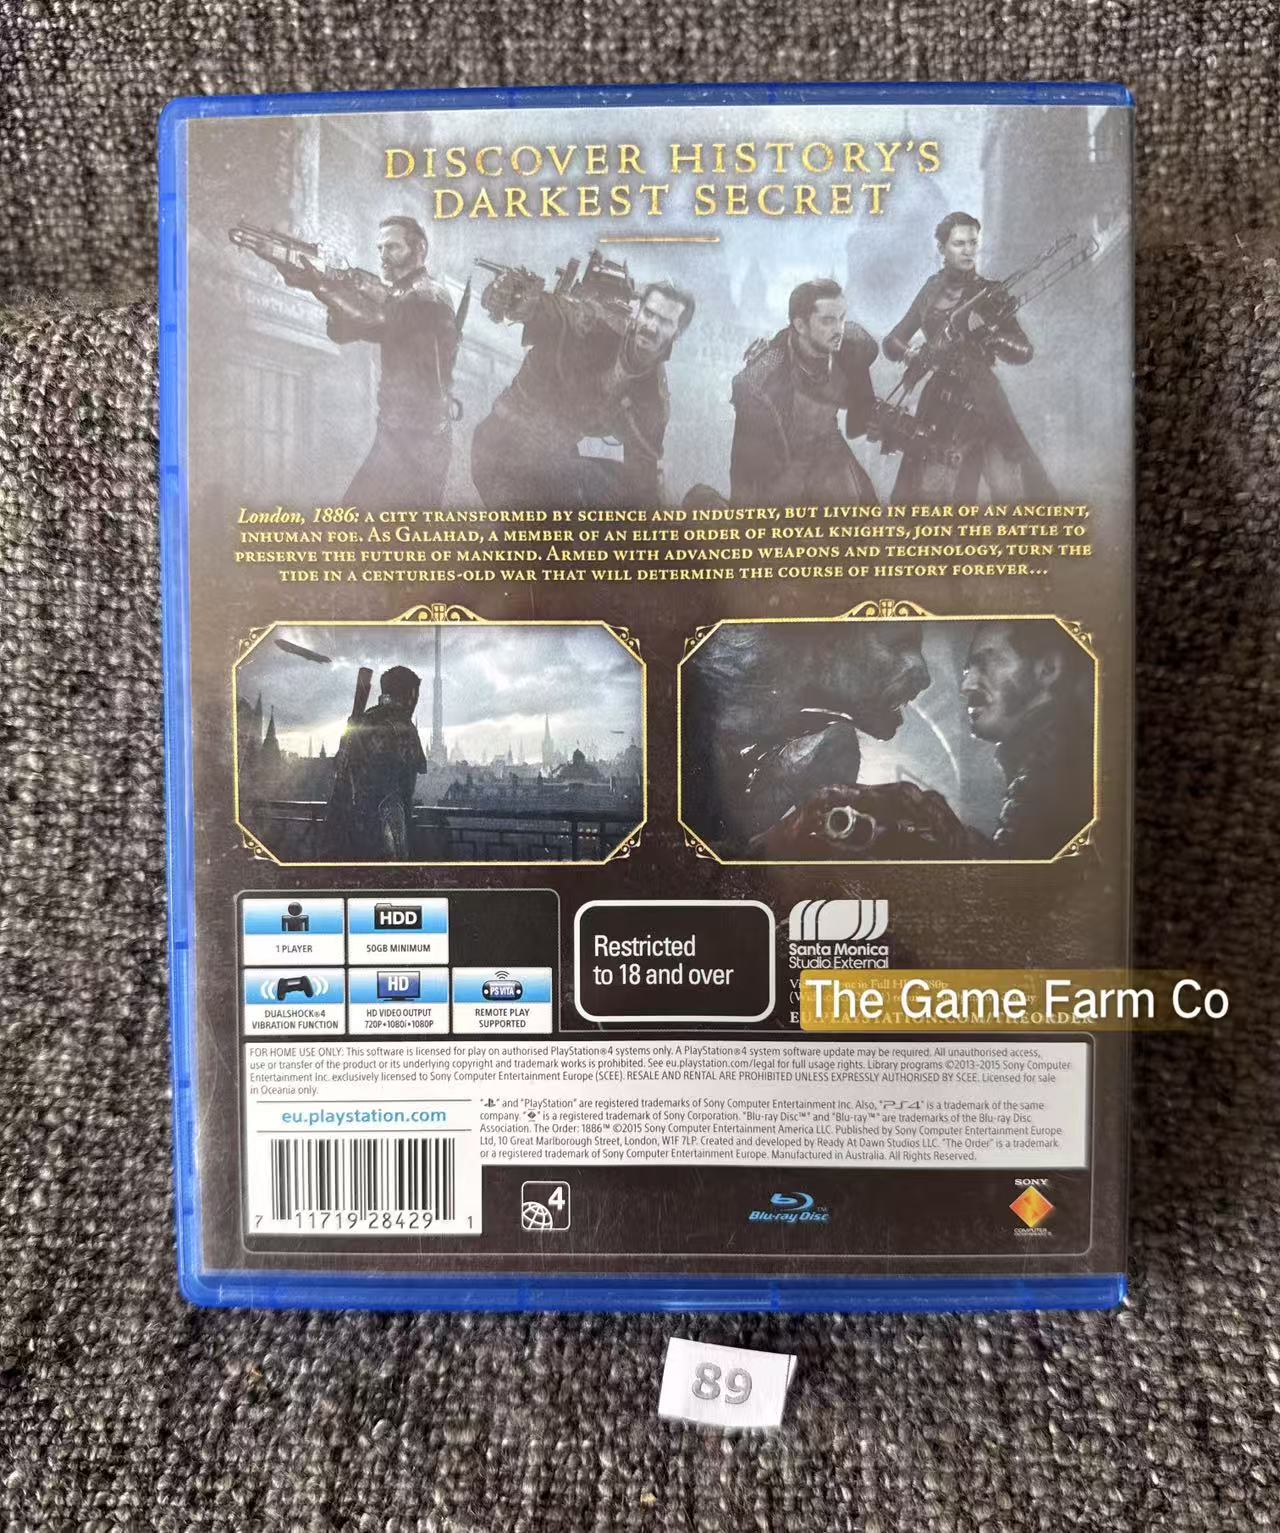 DISCOVER HISTORY'S
DARKEST SECRET
London, 1886: A CITY TRANSFORMED BY SCIENCE AND INDUSTRY, BUT LIVING IN FEAR OF AN ANCIENT,
INHUMAN FOE. AS GALAHAD, A MEMBER OF AN ELITE ORDER OF ROYAL KNIGHTS, JOIN THE BATTLE TO
PRESERVE THE FUTURE OF MANKIND. ARMED WITH ADVANCED WEAPONS AND TECHNOLOGY, TURN THE
TIDE IN A CENTURIES-OLD WAR THAT WILL DETERMINE THE COURSE OF HISTORY FOREVER...
1 PLAYER
HDD
50GB MINIMUM
DUALSHOCK®4
VIBRATION FUNCTION
HD
HD VIDEO OUTPUT
720P•1080i•1080P
PS VITA
REMOTE PLAY
SUPPORTED
Restricted
to 18 and over
Santa Monica
Studio External
The Game Farm Co
EU.PLAYSTATION.COM/THEORDER
FOR HOME USE ONLY: This software is licensed for play on authorised PlayStation®4 systems only. A PlayStation®4 system software update may be required. All unauthorised access,
use or transfer of the product or its underlying copyright and trademark works is prohibited. See eu.playstation.com/legal for full usage rights. Library programs ©2013-2015 Sony Computer
Entertainment Inc. exclusively licensed to Sony Computer Entertainment Europe (SCEE). RESALE AND RENTAL ARE PROHIBITED UNLESS EXPRESSLY AUTHORISED BY SCEE. Licensed for sale
in Oceania only.
eu.playstation.com
" " and "PlayStation" are registered trademarks of Sony Computer Entertainment Inc. Also, "PS4" is a trademark of the same
company. " " is a registered trademark of Sony Corporation. "Blu-ray Disc™" and "Blu-ray™" are trademarks of the Blu-ray Disc
Association. The Order: 1886™ ©2015 Sony Computer Entertainment America LLC. Published by Sony Computer Entertainment Europe
Ltd, 10 Great Marlborough Street, London, W1F 7LP. Created and developed by Ready At Dawn Studios LLC. "The Order" is a trademark
or a registered trademark of Sony Computer Entertainment Europe. Manufactured in Australia. All Rights Reserved.
7 11719 28429 1
4
Blu-ray Disc™
SONY
COMPUTER
ENTERTAINMENT
89